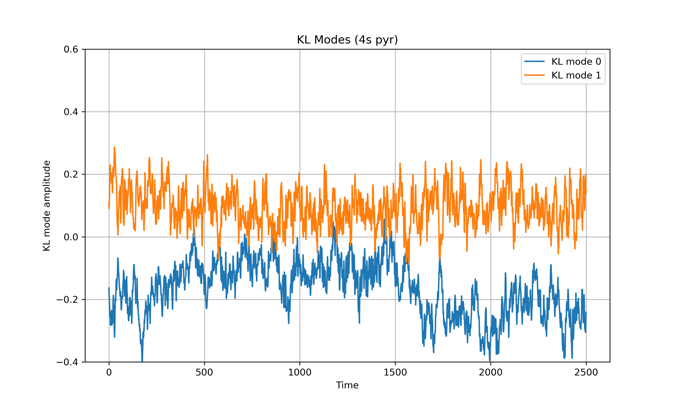 KL Modes (4s pyr)
KL mode 0
KL mode 1
KL mode amplitude
0.6
0.4
0.2
0.0
−0.2
−0.4
0 500 1000 1500 2000 2500
Time